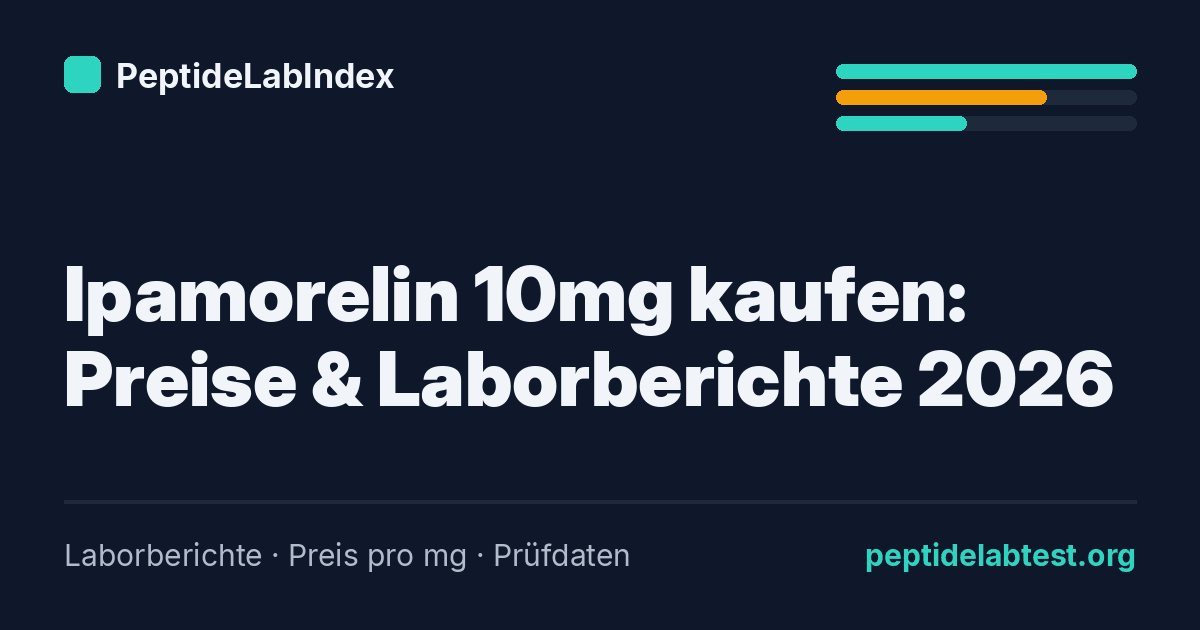 PeptideLabIndex
Ipamorelin 10mg kaufen:
Preise & Laborberichte 2026
Laborberichte · Preis pro mg · Prüfdaten
peptidelabtest.org